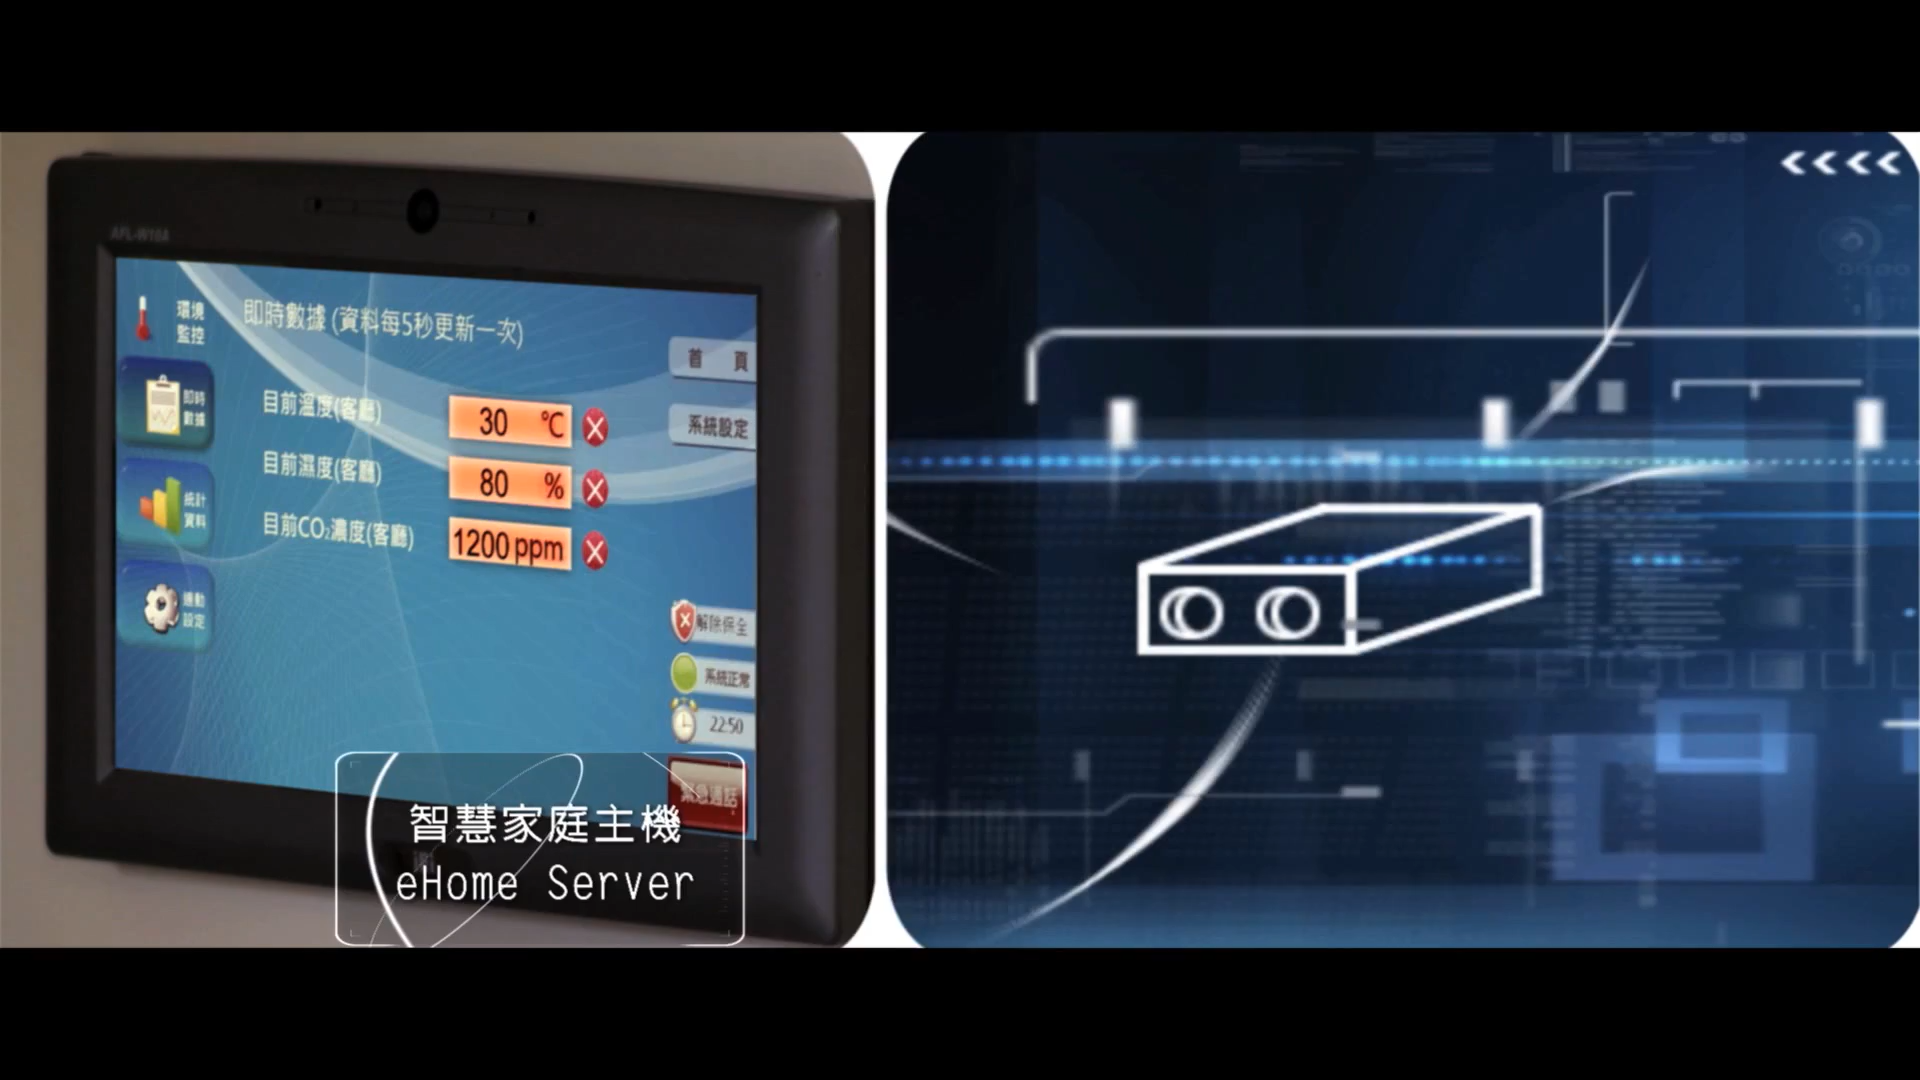 AFL-W10A
環境
監控
即時數據 (資料每5秒更新一次)
首 頁
即時
數據
目前溫度(客廳)
30 ℃
系統設定
目前濕度(客廳)
80 %
統計
資料
目前CO₂濃度(客廳)
1200 ppm
連動
設定
解除保全
系統正常
22:50
緊急通話
智慧家庭主機
eHome Server